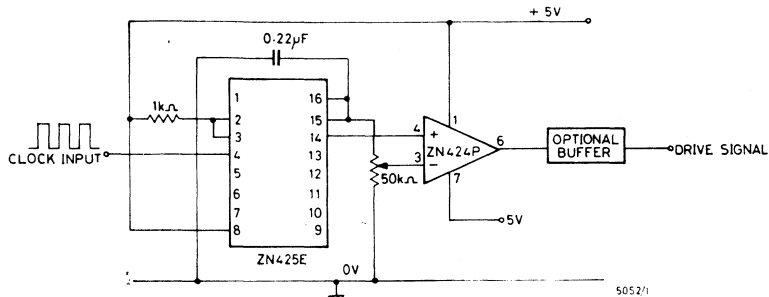 + 5V
0.22µF
1kΩ
1 16
2 15
3 14
4 13
5 12
6 11
7 10
8 9
ZN425E
CLOCK INPUT
4 + 1
ZN424P
3 − 7
6
50kΩ
OPTIONAL
BUFFER
DRIVE SIGNAL
5V
0V
5052/1